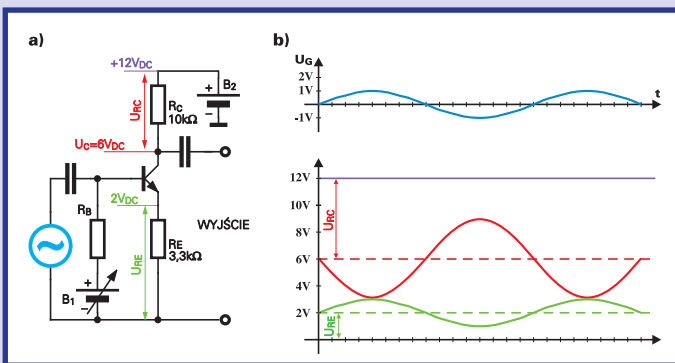 a)
+12VDC
B2
+
-
URC
RC
10kΩ
UC=6VDC
2VDC
RB
WYJŚCIE
RE
3,3kΩ
URE
B1
+
-
b)
UG
2V
1V
-1V
t
12V
10V
8V
6V
4V
2V
URC
URE
t